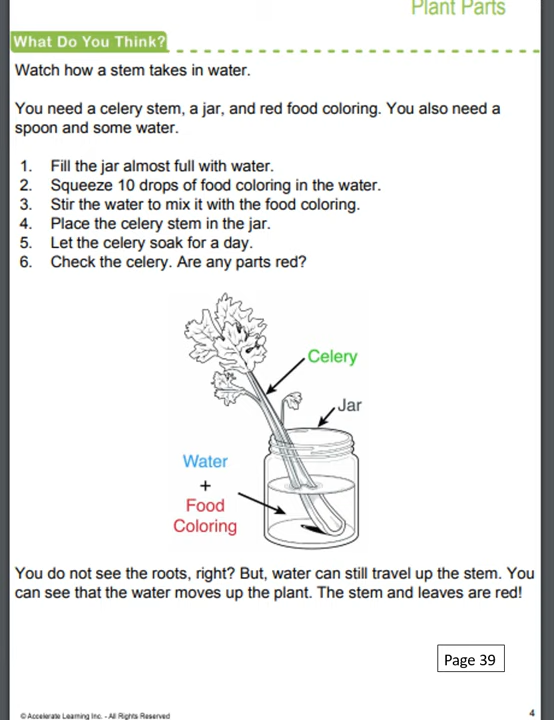 Plant Parts
What Do You Think?
Watch how a stem takes in water.
You need a celery stem, a jar, and red food coloring. You also need a
spoon and some water.
1. Fill the jar almost full with water.
2. Squeeze 10 drops of food coloring in the water.
3. Stir the water to mix it with the food coloring.
4. Place the celery stem in the jar.
5. Let the celery soak for a day.
6. Check the celery. Are any parts red?
Celery
Jar
Water
+
Food
Coloring
You do not see the roots, right? But, water can still travel up the stem. You
can see that the water moves up the plant. The stem and leaves are red!
Page 39
© Accelerate Learning Inc. - All Rights Reserved
4